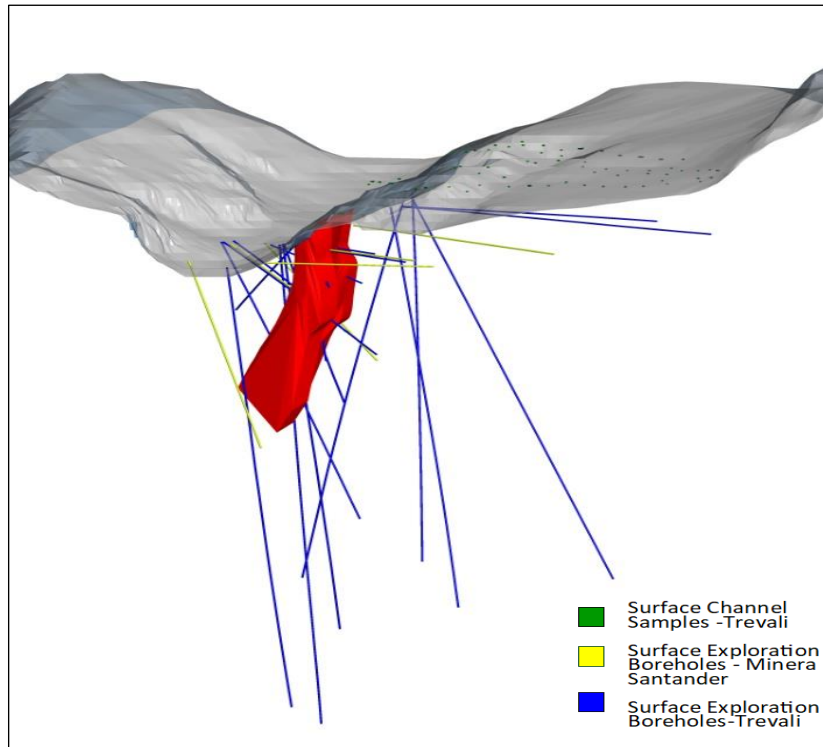 Surface Channel
Samples -Trevali
Surface Exploration
Boreholes - Minera
Santander
Surface Exploration
Boreholes-Trevali